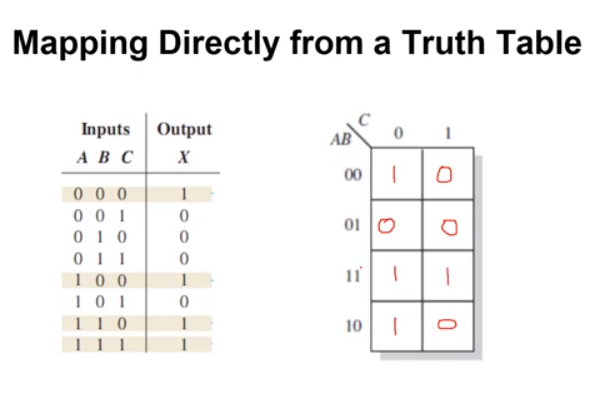 Mapping Directly from a Truth Table
Inputs Output
A B C X
0 0 0 1
0 0 1 0
0 1 0 0
0 1 1 0
1 0 0 1
1 0 1 0
1 1 0 1
1 1 1 1
C
AB 0 1
00 1 0
01 0 0
11 1 1
10 1 0